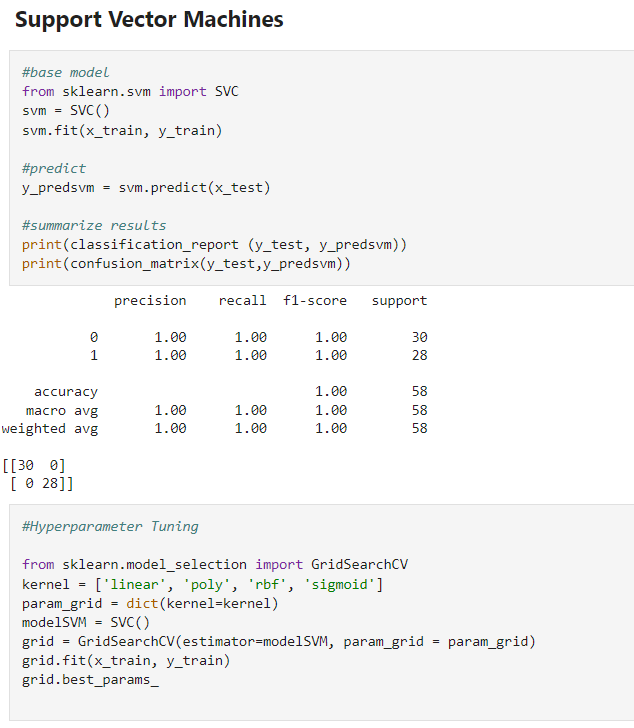 Support Vector Machines
#base model
from sklearn.svm import SVC
svm = SVC()
svm.fit(x_train, y_train)
#predict
y_predsvm = svm.predict(x_test)
#summarize results
print(classification_report (y_test, y_predsvm))
print(confusion_matrix(y_test,y_predsvm))
precision recall f1-score support
0 1.00 1.00 1.00 30
1 1.00 1.00 1.00 28
accuracy 1.00 58
macro avg 1.00 1.00 1.00 58
weighted avg 1.00 1.00 1.00 58
[[30 0]
[ 0 28]]
#Hyperparameter Tuning
from sklearn.model_selection import GridSearchCV
kernel = ['linear', 'poly', 'rbf', 'sigmoid']
param_grid = dict(kernel=kernel)
modelSVM = SVC()
grid = GridSearchCV(estimator=modelSVM, param_grid = param_grid)
grid.fit(x_train, y_train)
grid.best_params_